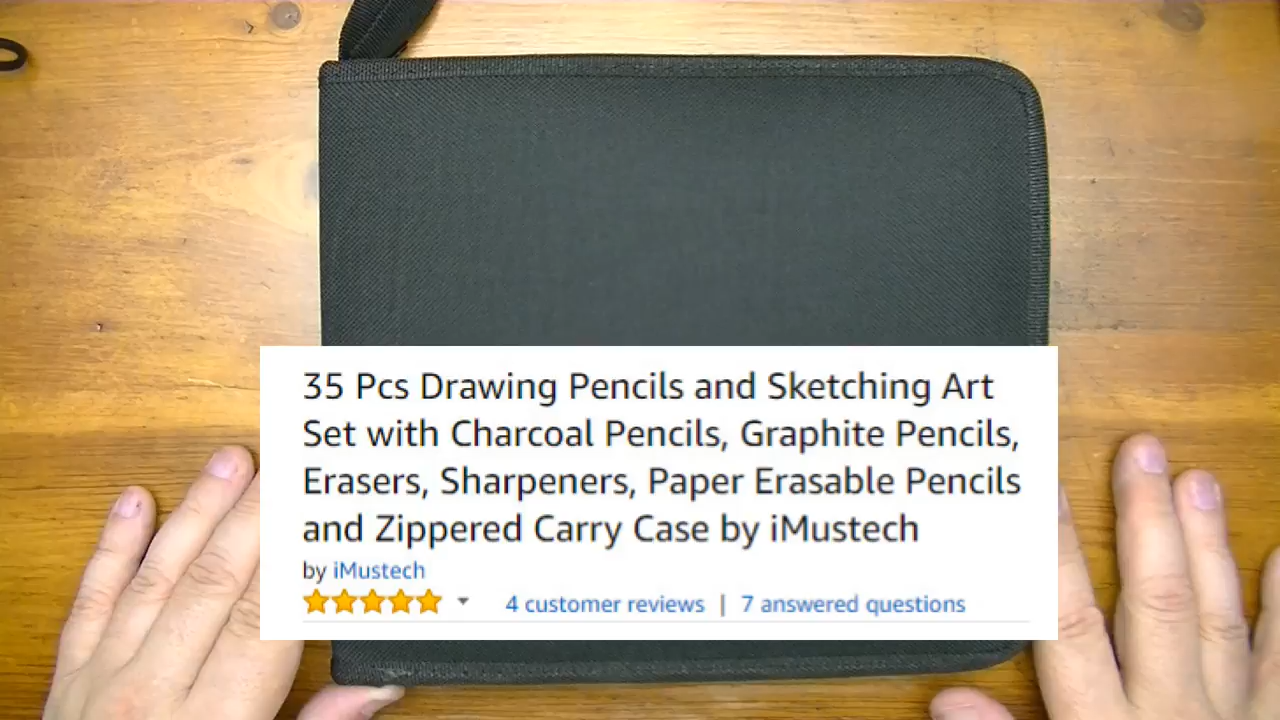 35 Pcs Drawing Pencils and Sketching Art
Set with Charcoal Pencils, Graphite Pencils,
Erasers, Sharpeners, Paper Erasable Pencils
and Zippered Carry Case by iMustech
by iMustech
4 customer reviews | 7 answered questions